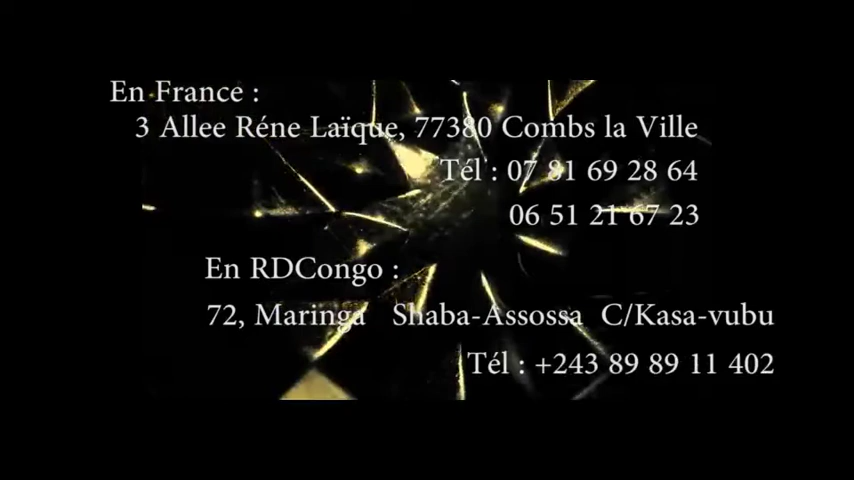 En France :
3 Allee Réne Laïque, 77380 Combs la Ville
Tél : 07 81 69 28 64
06 51 21 67 23
En RDCongo :
72, Maringa Shaba-Assossa C/Kasa-vubu
Tél : +243 89 89 11 402